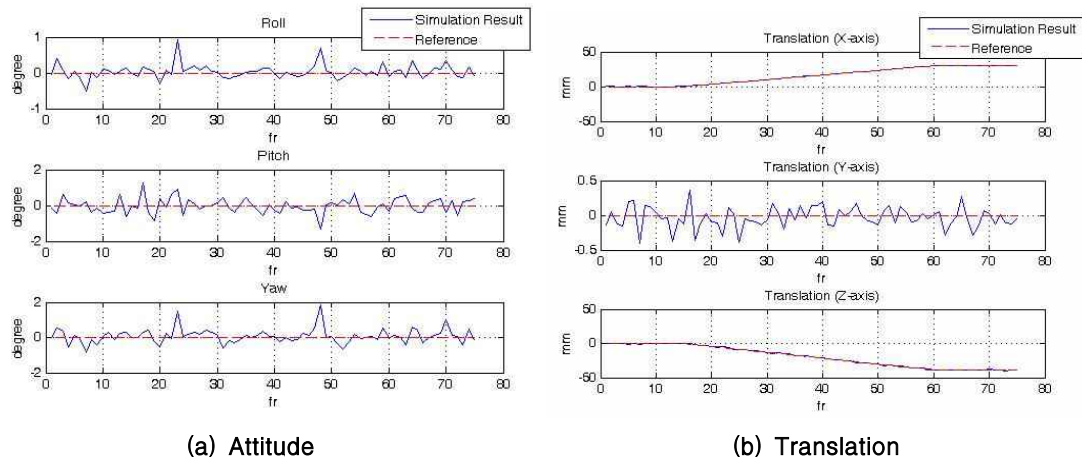 Roll
Simulation Result
Reference
degree
1
0
-1
0 10 20 30 40 50 60 70 80
fr
Pitch
degree
2
0
-2
0 10 20 30 40 50 60 70 80
fr
Yaw
degree
2
0
-2
0 10 20 30 40 50 60 70 80
fr
(a) Attitude
Translation (X-axis)
Simulation Result
Reference
mm
50
0
-50
0 10 20 30 40 50 60 70 80
fr
Translation (Y-axis)
mm
0.5
0
-0.5
0 10 20 30 40 50 60 70 80
fr
Translation (Z-axis)
mm
50
0
-50
0 10 20 30 40 50 60 70 80
fr
(b) Translation